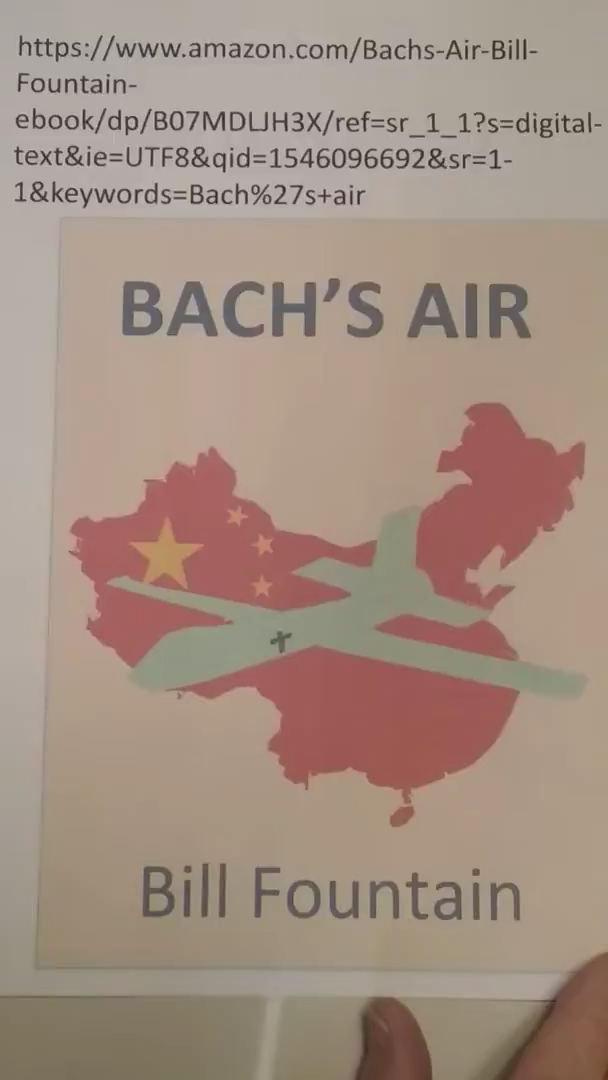 https://www.amazon.com/Bachs-Air-Bill-
Fountain-
ebook/dp/B07MDLJH3X/ref=sr_1_1?s=digital-
text&ie=UTF8&qid=1546096692&sr=1-
1&keywords=Bach%27s+air
BACH’S AIR
Bill Fountain